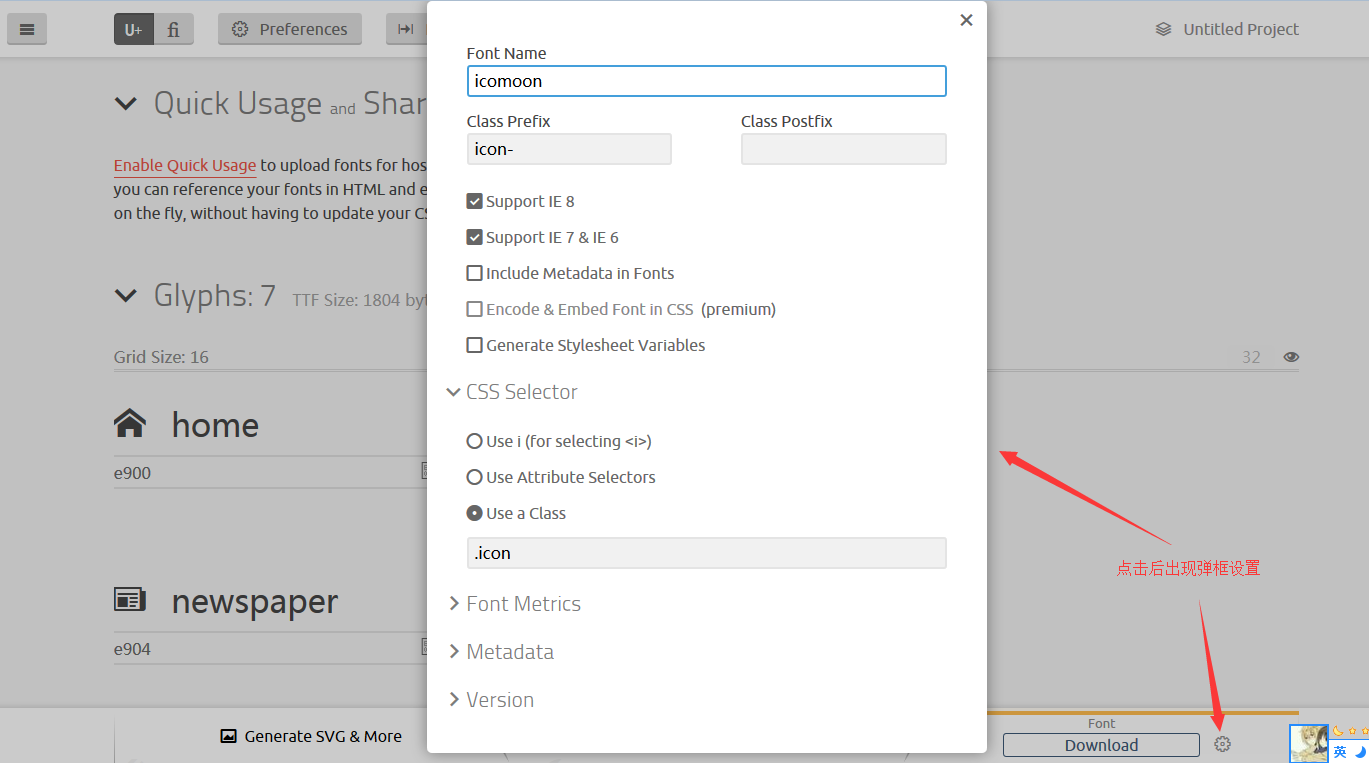 U+ fi Preferences Untitled Project
Quick Usage and Shar
Enable Quick Usage to upload fonts for hos
you can reference your fonts in HTML and e
on the fly, without having to update your CS
Glyphs: 7 TTF Size: 1804 byt
Grid Size: 16 32
home
e900
newspaper
e904
Generate SVG & More
Font Name
icomoon
Class Prefix Class Postfix
icon-
Support IE 8
Support IE 7 & IE 6
Include Metadata in Fonts
Encode & Embed Font in CSS (premium)
Generate Stylesheet Variables
CSS Selector
Use i (for selecting <i>)
Use Attribute Selectors
Use a Class
.icon
Font Metrics
Metadata
Version
点击后出现弹框设置
Font
Download
英